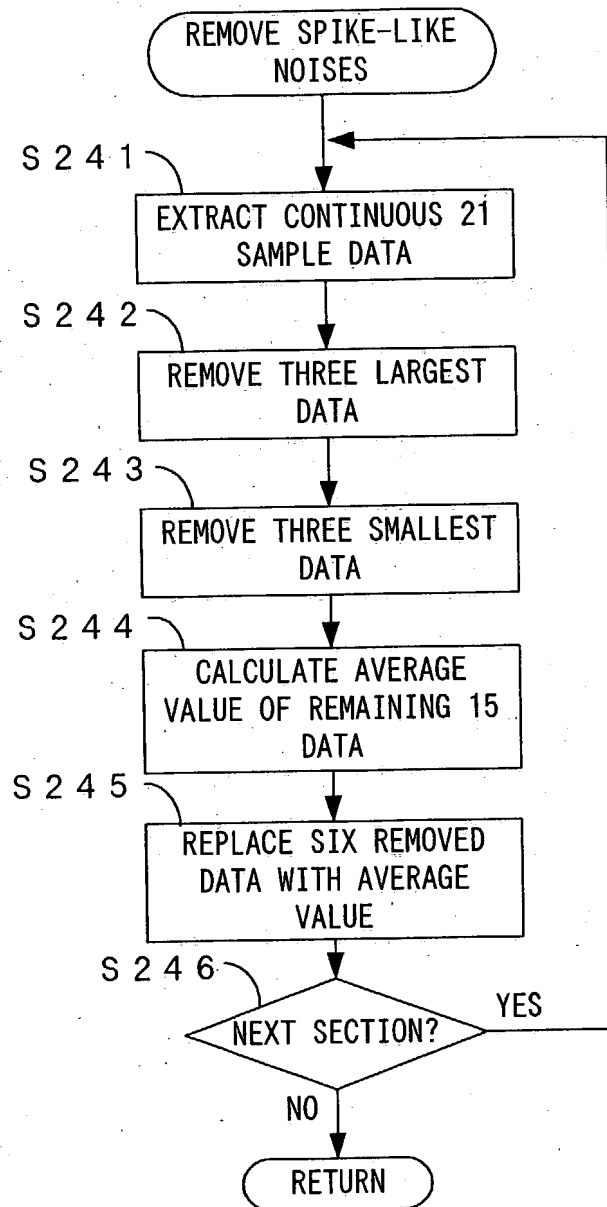 REMOVE SPIKE-LIKE
NOISES
S241
EXTRACT CONTINUOUS 21
SAMPLE DATA
S242
REMOVE THREE LARGEST
DATA
S243
REMOVE THREE SMALLEST
DATA
S244
CALCULATE AVERAGE
VALUE OF REMAINING 15
DATA
S245
REPLACE SIX REMOVED
DATA WITH AVERAGE
VALUE
S246
NEXT SECTION?
YES
NO
RETURN